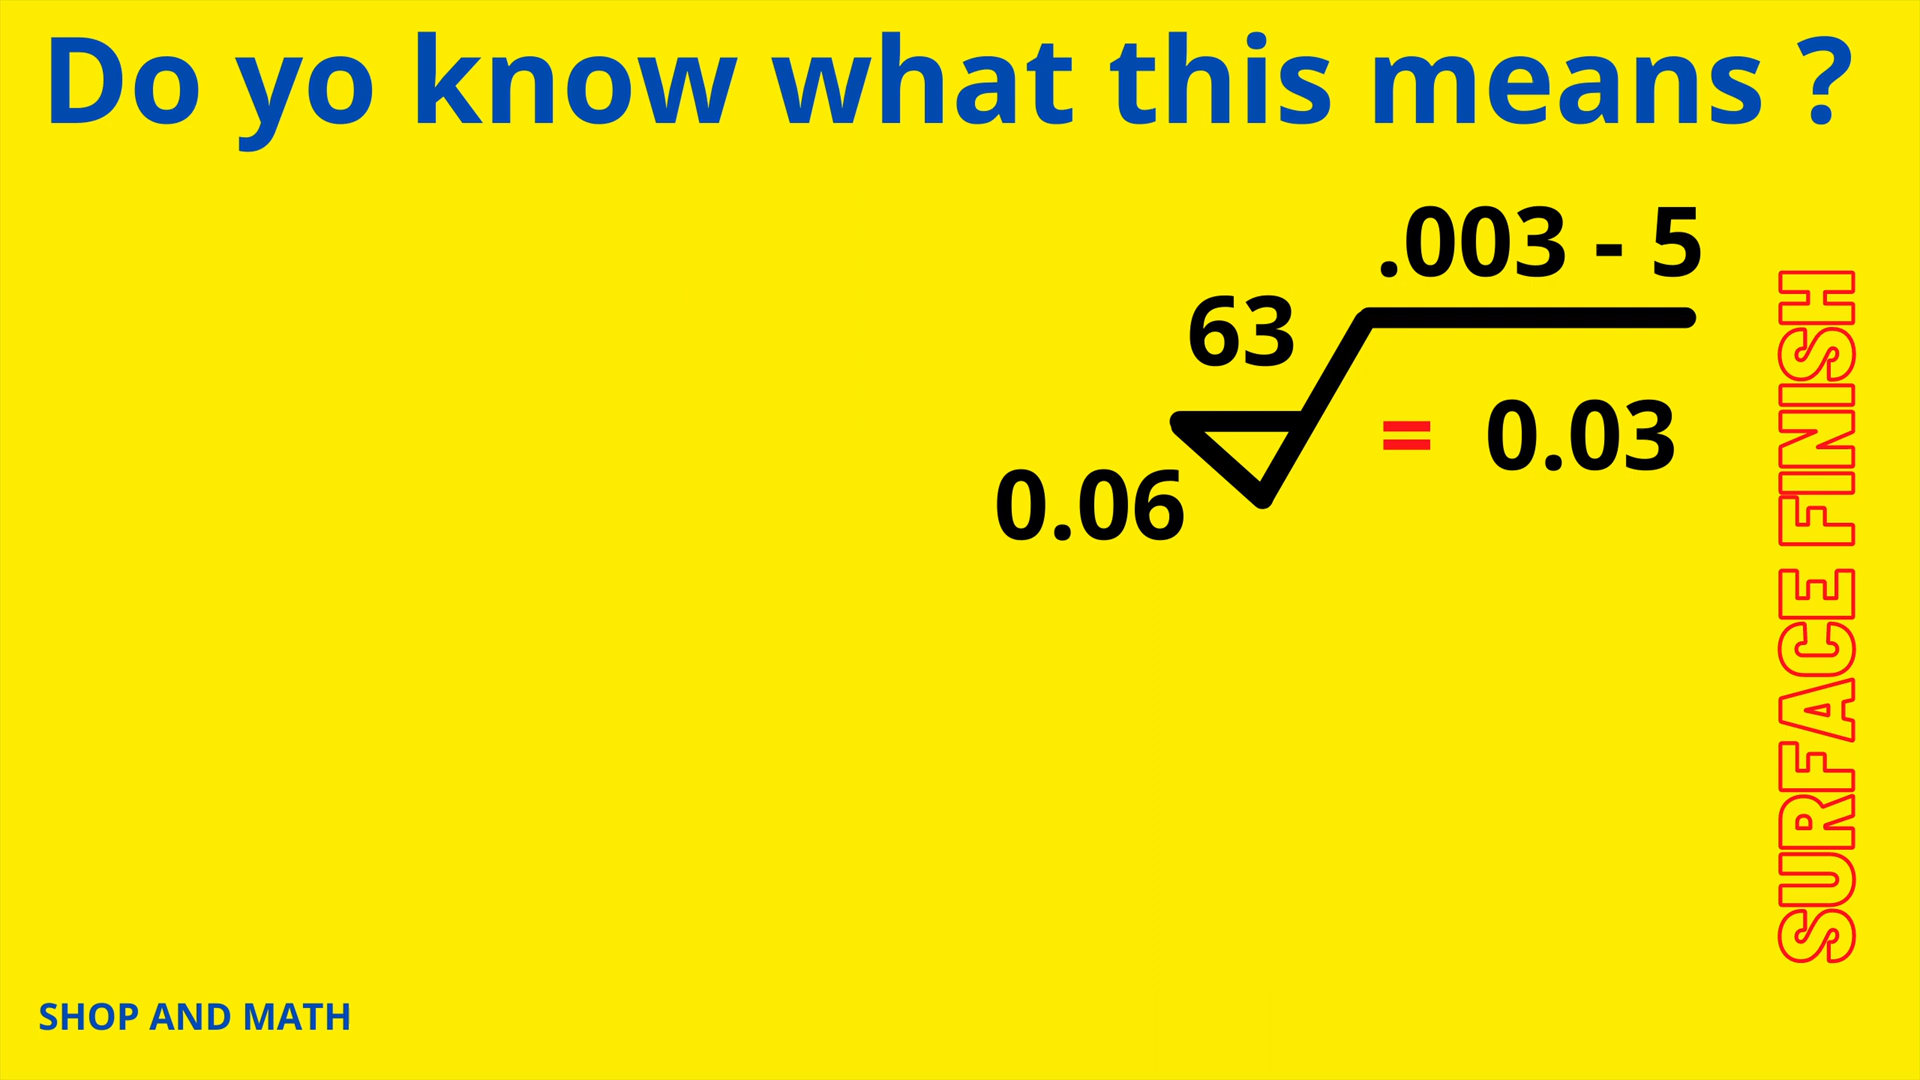 Do yo know what this means ?
.003 - 5
63
= 0.03
0.06
SURFACE FINISH
SHOP AND MATH